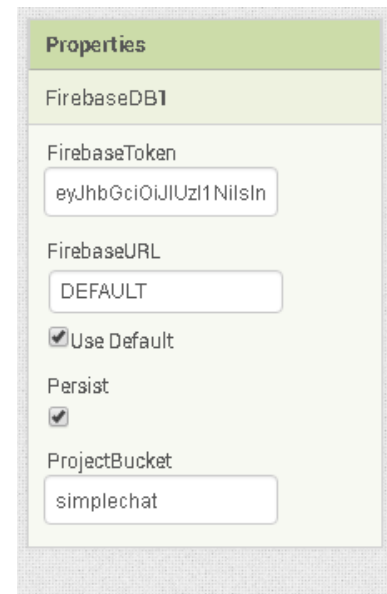 Properties
FirebaseDB1
FirebaseToken
eyJhbGciOiJIUzI1NiIsIn
FirebaseURL
DEFAULT
Use Default
Persist
ProjectBucket
simplechat